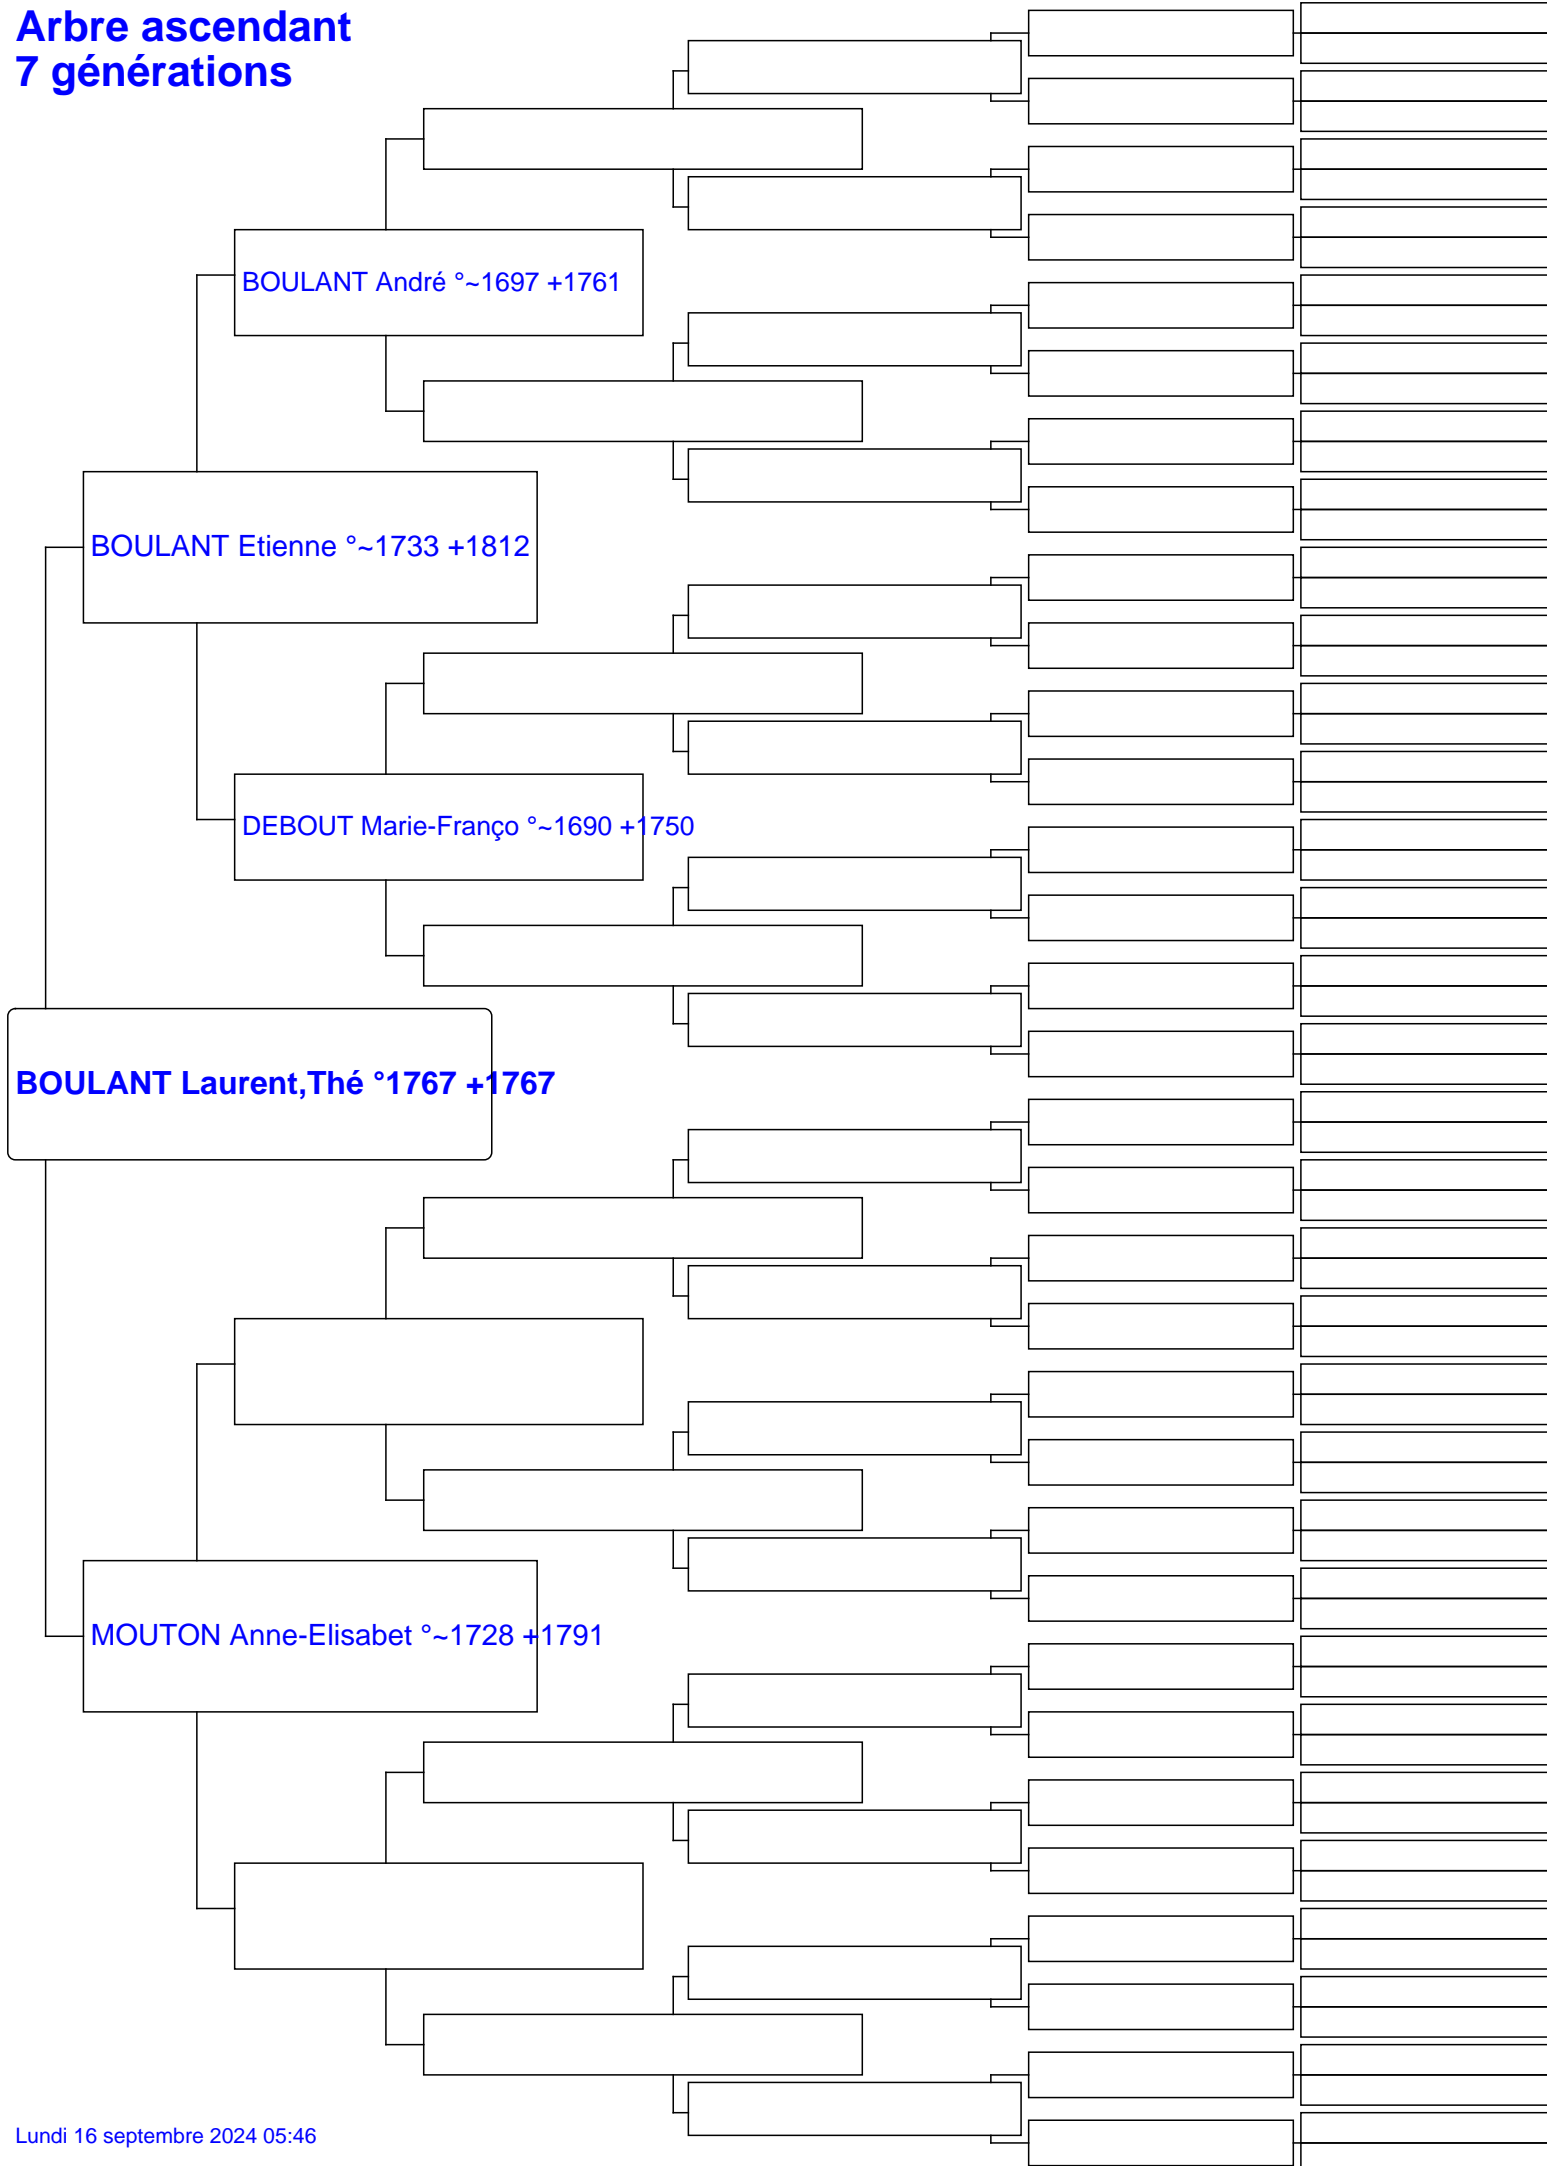 Arbre ascendant
7 générations
BOULANT André °~1697 +1761
BOULANT Etienne °~1733 +1812
DEBOUT Marie-Franço °~1690 +1750
BOULANT Laurent,Thé °1767 +1767
MOUTON Anne-Elisabet °~1728 +1791
Lundi 16 septembre 2024 05:46